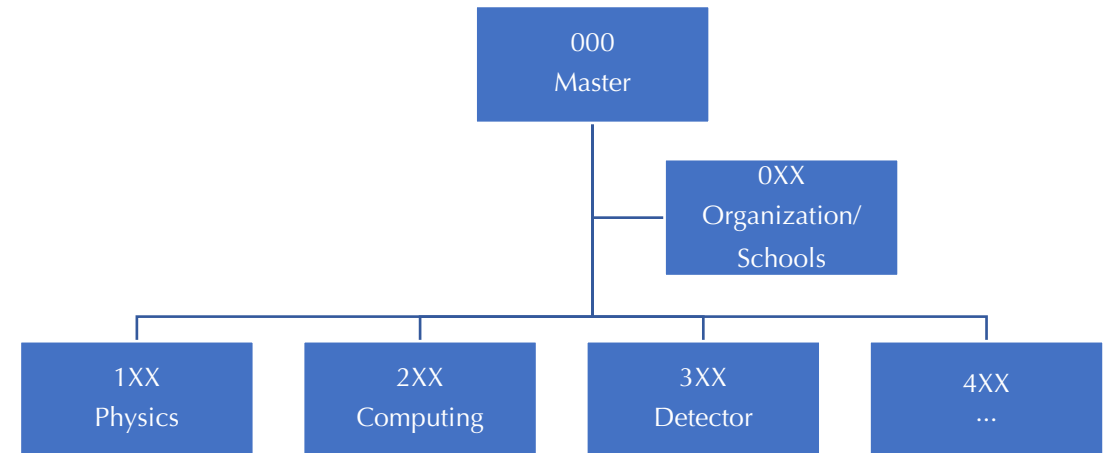 000
Master
0XX
Organization/
Schools
1XX
Physics
2XX
Computing
3XX
Detector
4XX
...